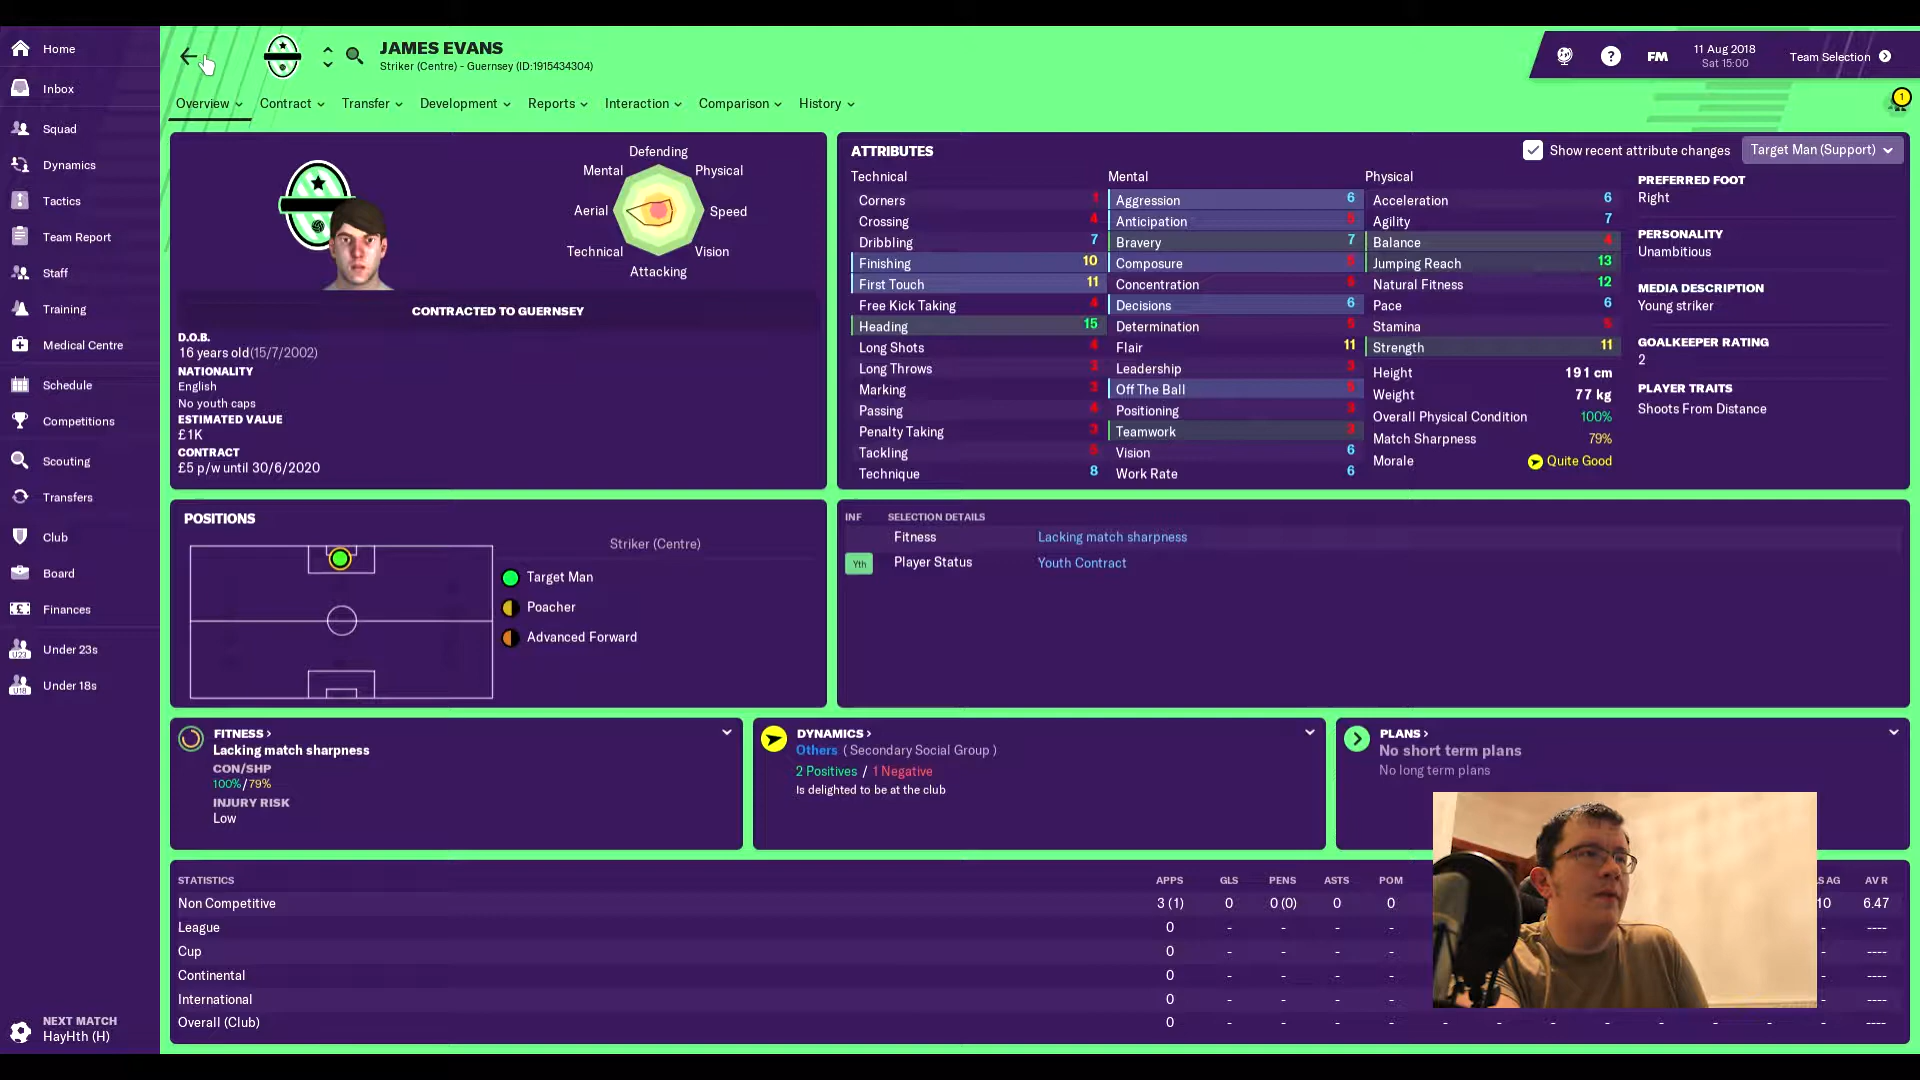 Home
Inbox
Squad
Dynamics
Tactics
Team Report
Staff
Training
Medical Centre
Schedule
Competitions
Scouting
Transfers
Club
Board
Finances
Under 23s
Under 18s
NEXT MATCH
HayHth (H)
JAMES EVANS
Striker (Centre) - Guernsey (ID:1915434304)
FM
11 Aug 2018
Sat 15:00
Team Selection
Overview Contract Transfer Development Reports Interaction Comparison History
1
Defending
Mental Physical
Aerial Speed
Technical Vision
Attacking
CONTRACTED TO GUERNSEY
D.O.B.
16 years old (15/7/2002)
NATIONALITY
English
No youth caps
ESTIMATED VALUE
£1K
CONTRACT
£5 p/w until 30/6/2020
ATTRIBUTES
Show recent attribute changes Target Man (Support)
Technical Mental Physical
Corners 1 Aggression 6 Acceleration 6
Crossing 4 Anticipation Agility 7
Dribbling 7 Bravery 7 Balance 4
Finishing 10 Composure Jumping Reach 13
First Touch 11 Concentration Natural Fitness 12
Free Kick Taking 4 Decisions 6 Pace 6
Heading 15 Determination Stamina
Long Shots 4 Flair 11 Strength 11
Long Throws Leadership 3 Height 191 cm
Marking 3 Off The Ball 5 Weight 77 kg
Passing 4 Positioning Overall Physical Condition 100%
Penalty Taking 3 Teamwork 3 Match Sharpness 79%
Tackling Vision 6 Morale Quite Good
Technique 8 Work Rate 6
PREFERRED FOOT
Right
PERSONALITY
Unambitious
MEDIA DESCRIPTION
Young striker
GOALKEEPER RATING
2
PLAYER TRAITS
Shoots From Distance
POSITIONS
Striker (Centre)
Target Man
Poacher
Advanced Forward
INF SELECTION DETAILS
Fitness Lacking match sharpness
Yth Player Status Youth Contract
FITNESS >
Lacking match sharpness
CON/SHP
100%/79%
INJURY RISK
Low
DYNAMICS >
Others ( Secondary Social Group )
2 Positives / 1 Negative
Is delighted to be at the club
PLANS >
No short term plans
No long term plans
STATISTICS APPS GLS PENS ASTS POM S AG AV R
Non Competitive 3 (1) 0 0 (0) 0 0 10 6.47
League 0 - - - - - ----
Cup 0 - - - - - ----
Continental 0 - - - - - ----
International 0 - - - - - ----
Overall (Club) 0 - - - - - - - - - - - - ----